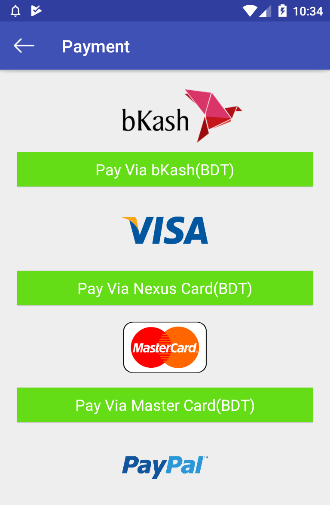 10:34
Payment
bKash
Pay Via bKash(BDT)
VISA
Pay Via Nexus Card(BDT)
MasterCard
Pay Via Master Card(BDT)
PayPal